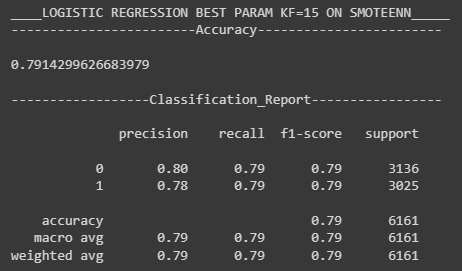 ____LOGISTIC REGRESSION BEST PARAM KF=15 ON SMOTEENN_____
------------------------Accuracy------------------------
0.7914299626683979
------------------Classification_Report-----------------
precision    recall  f1-score   support
0       0.80      0.79      0.79      3136
1       0.78      0.79      0.79      3025
accuracy                           0.79      6161
macro avg       0.79      0.79      0.79      6161
weighted avg       0.79      0.79      0.79      6161